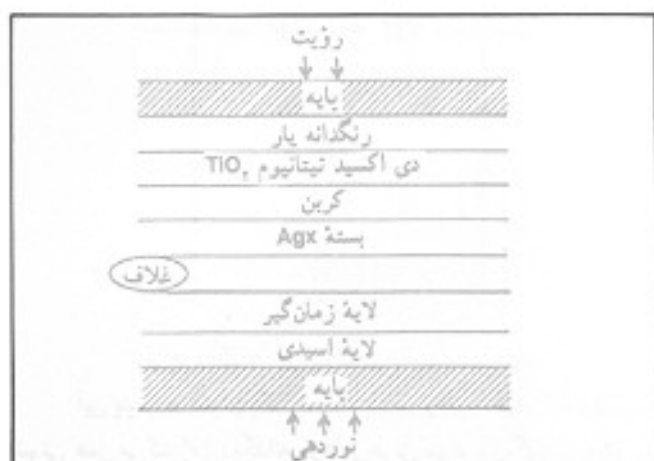 رؤیت
پایه
رنگدانه یار
دی اکسید تیتانیوم TIO₂
کربن
بستهٔ Agx
غلاف
لایهٔ زمان‌گیر
لایهٔ اسیدی
پایه
نوردهی